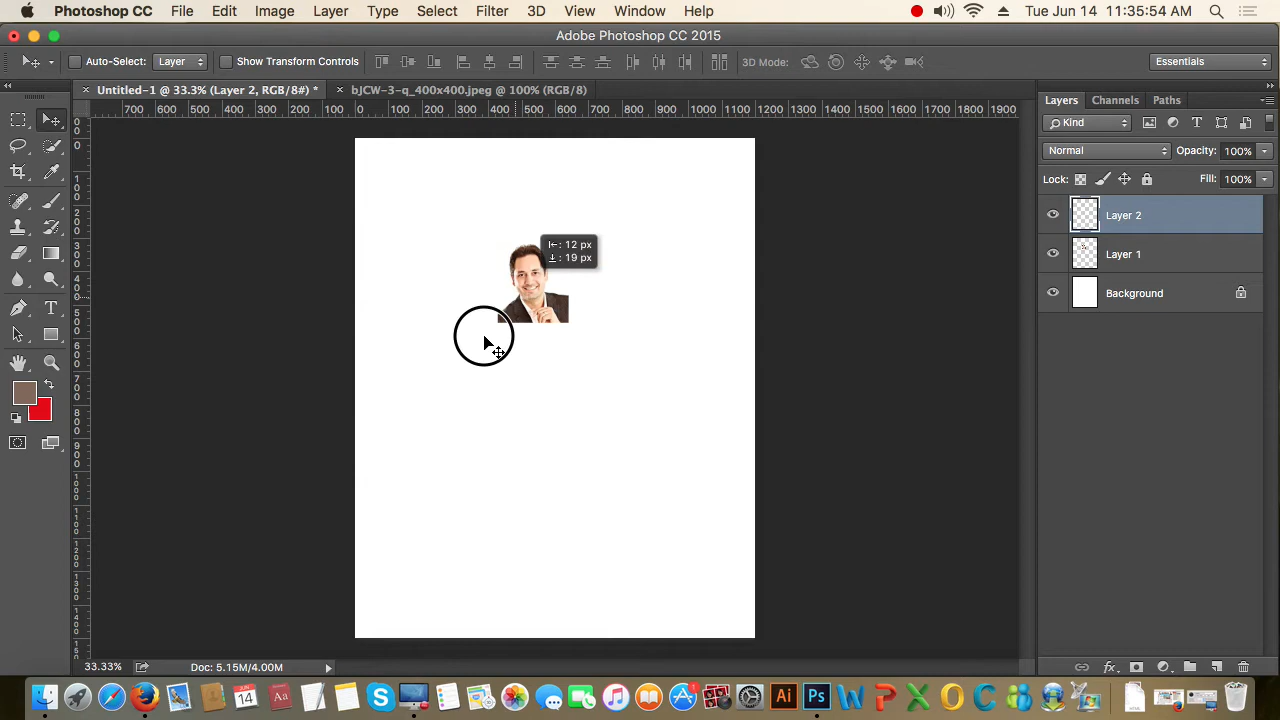 Photoshop CC File Edit Image Layer Type Select Filter 3D View Window Help Tue Jun 14 11:35:54 AM
Adobe Photoshop CC 2015
Auto-Select: Layer Show Transform Controls 3D Mode: Essentials
Untitled-1 @ 33.3% (Layer 2, RGB/8#) * bJCW-3-q_400x400.jpeg @ 100% (RGB/8)
700 600 500 400 300 200 100 0 100 200 300 400 500 600 700 800 900 1000 1100 1200 1300 1400 1500 1600 1700 1800 1900
Layers Channels Paths
Kind
Normal Opacity: 100%
Lock: Fill: 100%
Layer 2
Layer 1
Background
: 12 px
: 19 px
33.33% Doc: 5.15M/4.00M